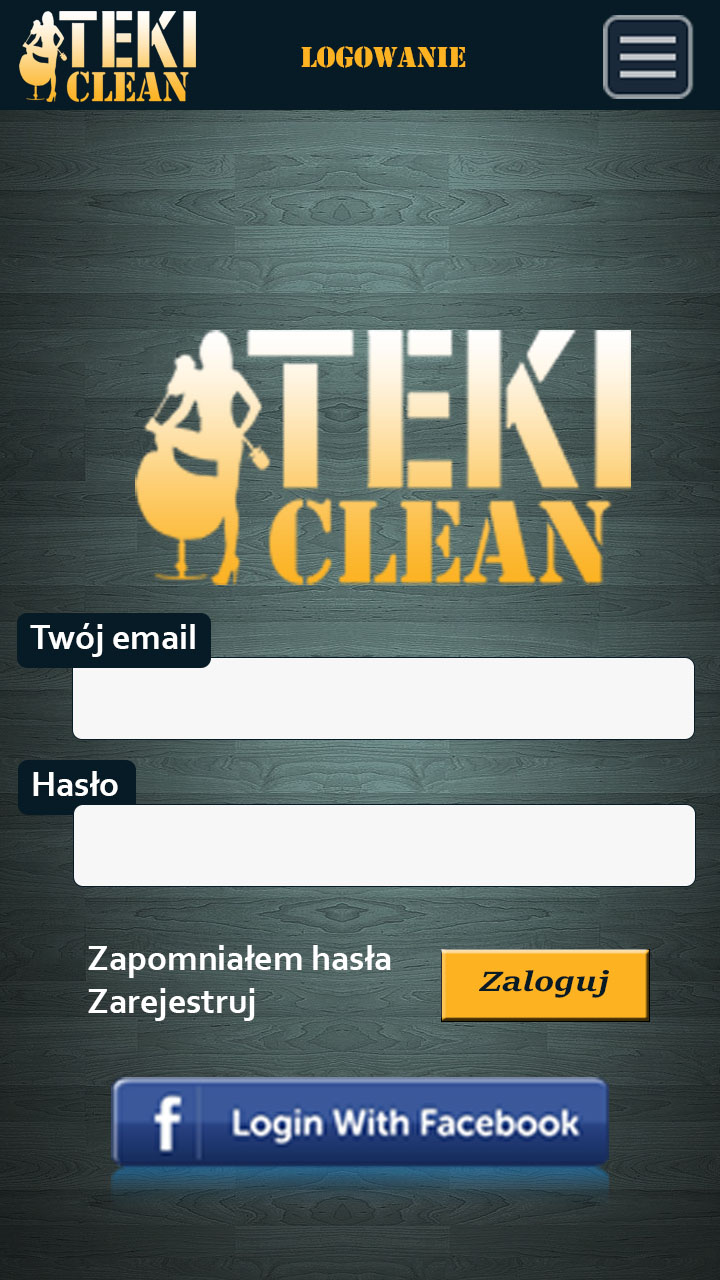 TEKI
CLEAN
LOGOWANIE
TEKI
CLEAN
Twój email
Hasło
Zapomniałem hasła
Zarejestruj
Zaloguj
f Login With Facebook